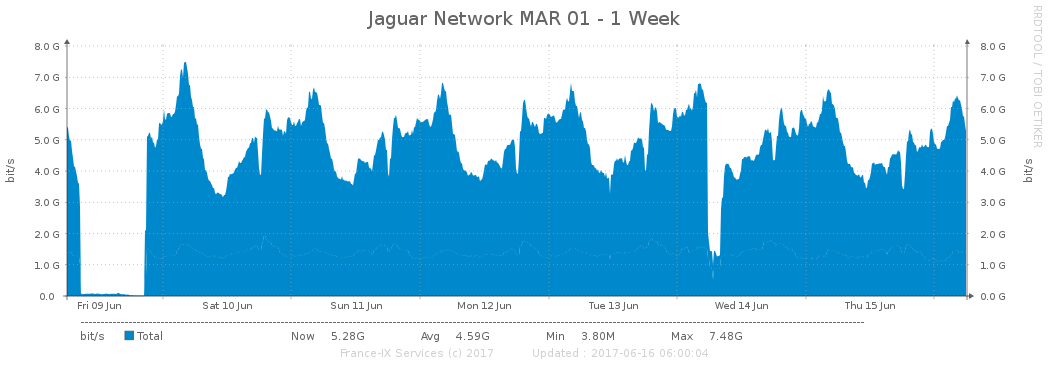 Jaguar Network MAR 01 - 1 Week
RRDTOOL / TOBI OETIKER
8.0 G 8.0 G
7.0 G 7.0 G
6.0 G 6.0 G
5.0 G 5.0 G
4.0 G 4.0 G
3.0 G 3.0 G
2.0 G 2.0 G
1.0 G 1.0 G
0.0 0.0 G
bit/s
bit/s
Fri 09 Jun Sat 10 Jun Sun 11 Jun Mon 12 Jun Tue 13 Jun Wed 14 Jun Thu 15 Jun
bit/s Total Now 5.28G Avg 4.59G Min 3.80M Max 7.48G
France-IX Services (c) 2017 Updated : 2017-06-16 06:00:04